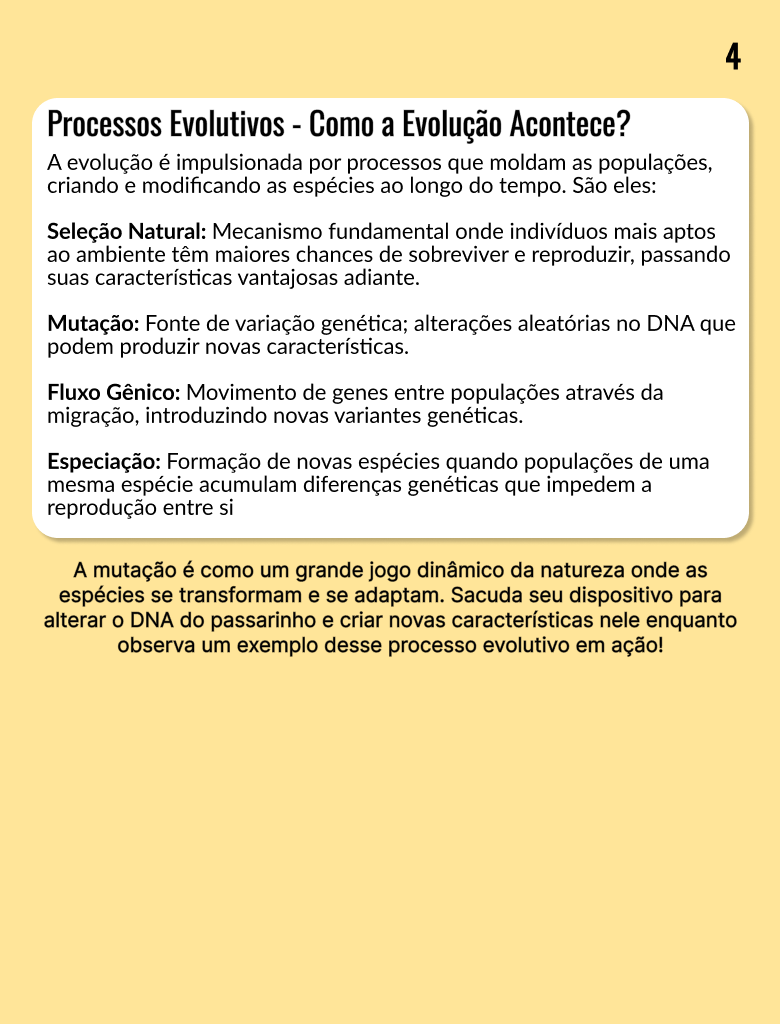 4
Processos Evolutivos - Como a Evolução Acontece?
A evolução é impulsionada por processos que moldam as populações,
criando e modificando as espécies ao longo do tempo. São eles:
Seleção Natural: Mecanismo fundamental onde indivíduos mais aptos
ao ambiente têm maiores chances de sobreviver e reproduzir, passando
suas características vantajosas adiante.
Mutação: Fonte de variação genética; alterações aleatórias no DNA que
podem produzir novas características.
Fluxo Gênico: Movimento de genes entre populações através da
migração, introduzindo novas variantes genéticas.
Especiação: Formação de novas espécies quando populações de uma
mesma espécie acumulam diferenças genéticas que impedem a
reprodução entre si
A mutação é como um grande jogo dinâmico da natureza onde as
espécies se transformam e se adaptam. Sacuda seu dispositivo para
alterar o DNA do passarinho e criar novas características nele enquanto
observa um exemplo desse processo evolutivo em ação!